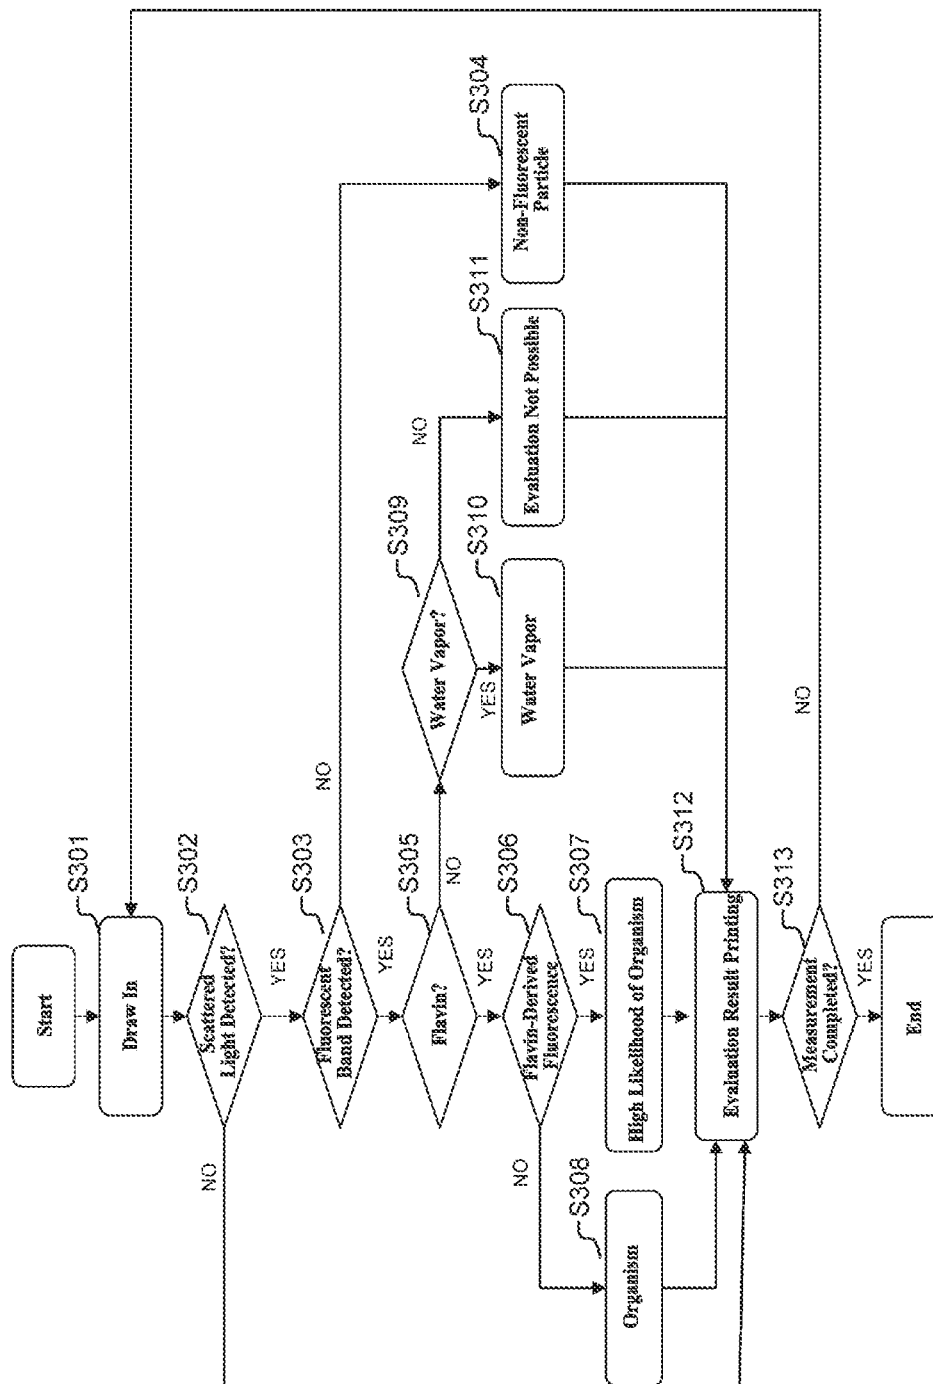 Start
S301
Draw In
S302
Scattered
Light Detected?
NO
YES
S303
Fluorescent
Band Detected?
NO
YES
S304
Non-Fluorescent
Particle
S305
Flavin?
NO
YES
S309
Water Vapor?
NO
YES
S310
Water Vapor
S311
Evaluation Not Possible
S306
Flavin-Derived
Fluorescence
NO
YES
S307
High Likelihood of Organism
S308
Organism
S312
Evaluation Result Printing
S313
Measurement
Completed?
NO
YES
End